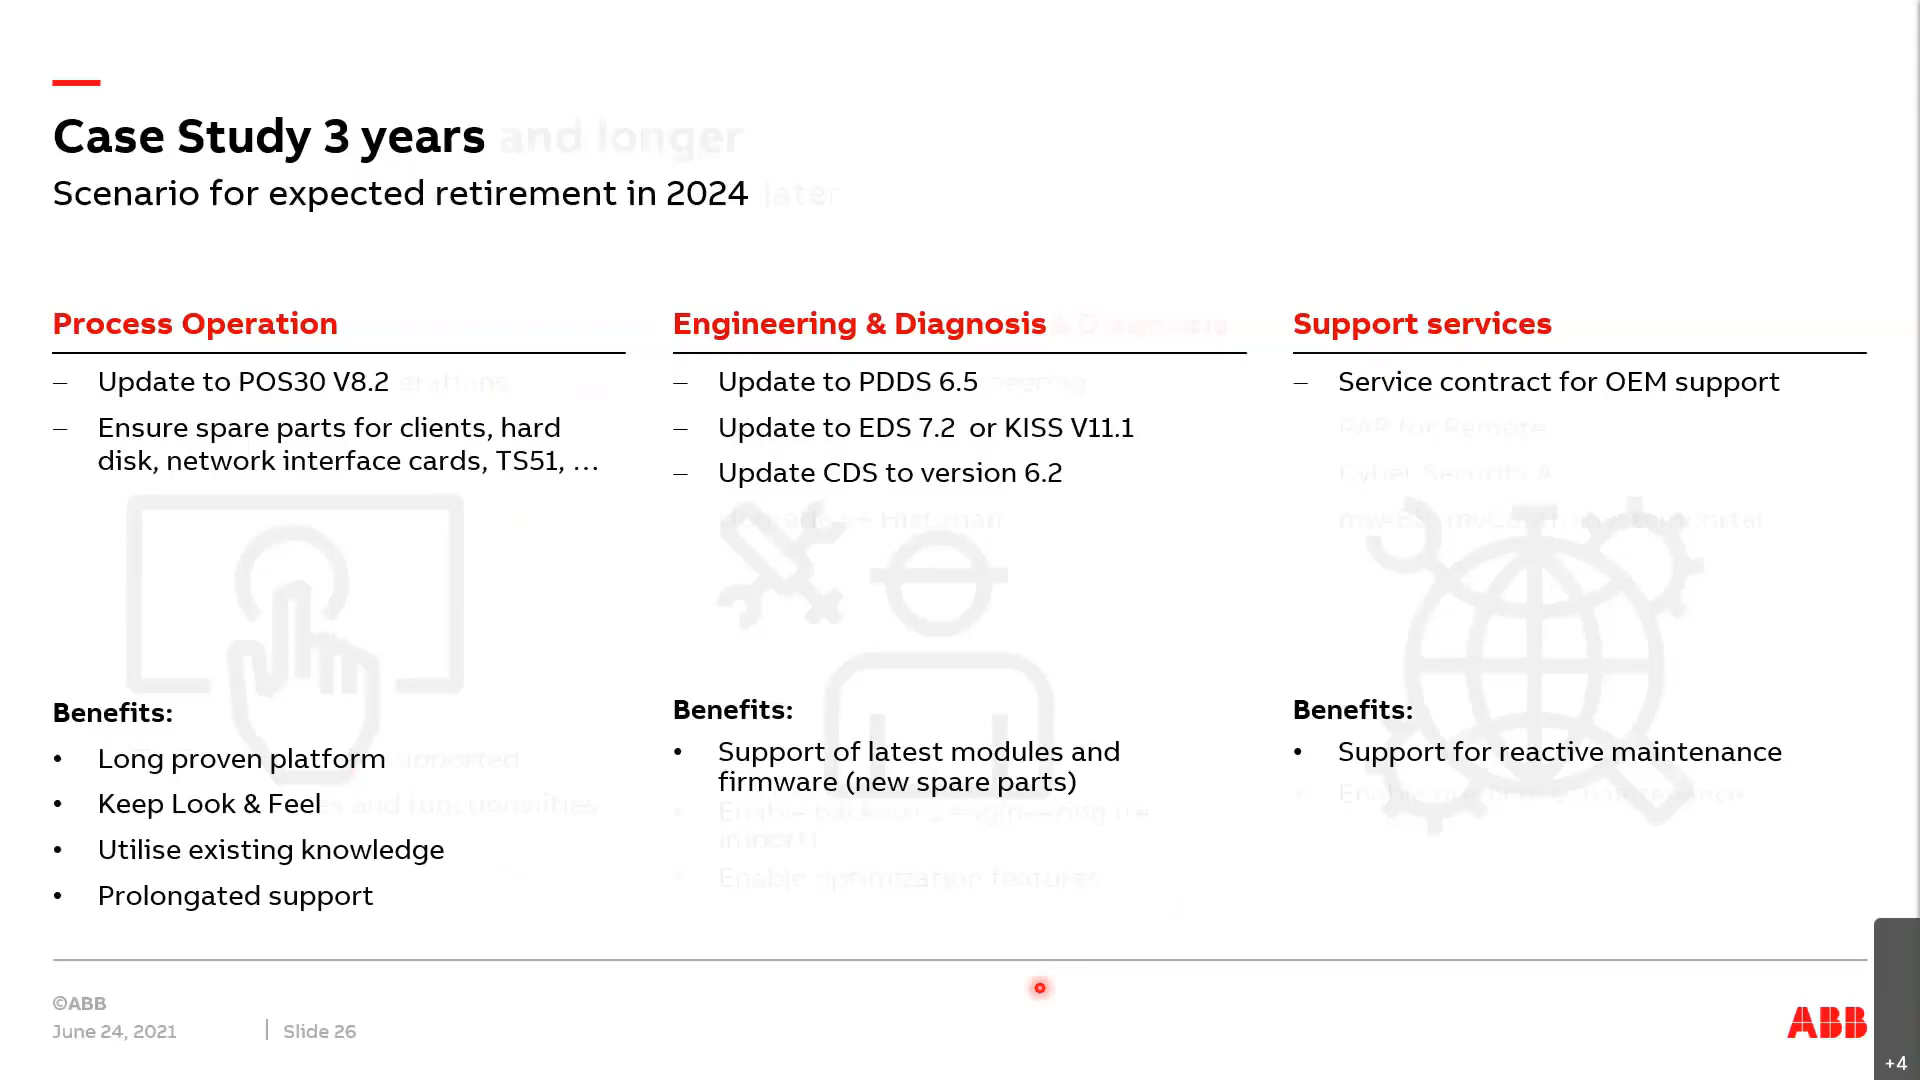 Case Study 3 years and longer
Scenario for expected retirement in 2024 later
Process Operation
– Update to POS30 V8.2
– Ensure spare parts for clients, hard
disk, network interface cards, TS51, …
Benefits:
• Long proven platform
• Keep Look & Feel
• Utilise existing knowledge
• Prolongated support
Engineering & Diagnosis
– Update to PDDS 6.5
– Update to EDS 7.2 or KISS V11.1
– Update CDS to version 6.2
Benefits:
• Support of latest modules and
firmware (new spare parts)
Support services
– Service contract for OEM support
Benefits:
• Support for reactive maintenance
©ABB
June 24, 2021 | Slide 26
ABB
+4